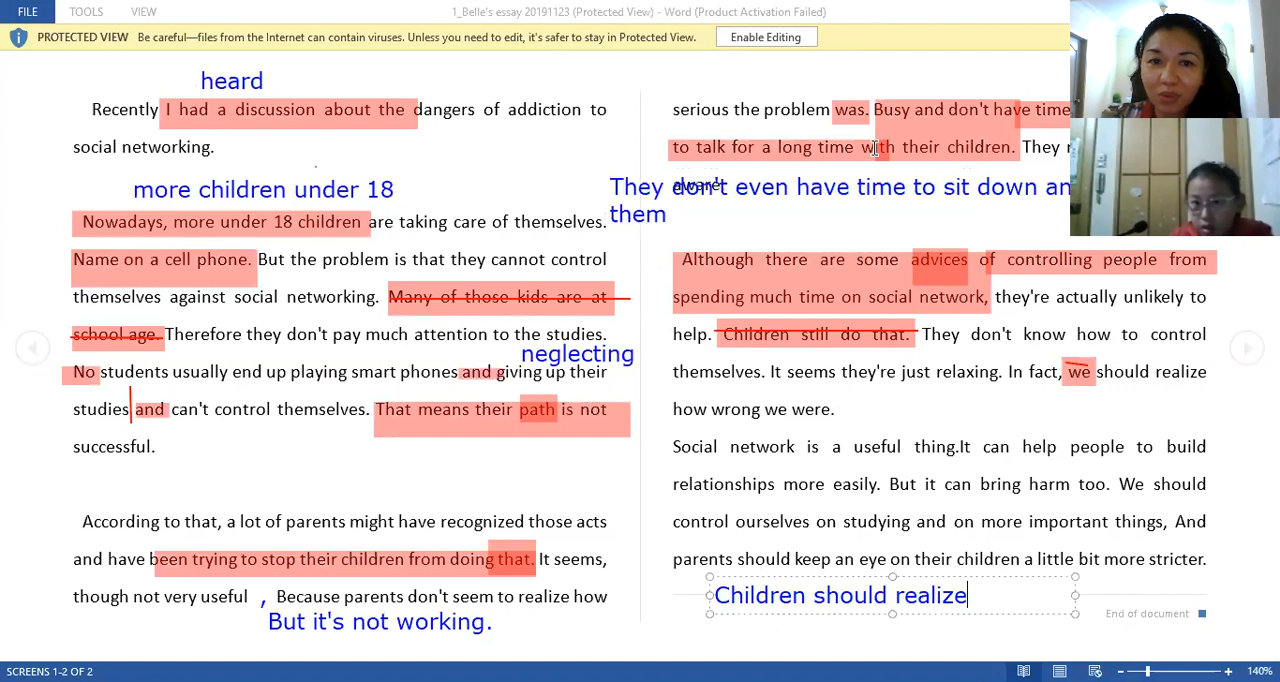 FILE TOOLS VIEW
1_Belle's essay 20191123 (Protected View) - Word (Product Activation Failed)
PROTECTED VIEW Be careful—files from the Internet can contain viruses. Unless you need to edit, it's safer to stay in Protected View. Enable Editing
heard
Recently I had a discussion about the dangers of addiction to
social networking.
more children under 18
Nowadays, more under 18 children are taking care of themselves.
Name on a cell phone. But the problem is that they cannot control
themselves against social networking. Many of those kids are at
school age. Therefore they don't pay much attention to the studies.
neglecting
No students usually end up playing smart phones and giving up their
studies and can't control themselves. That means their path is not
successful.
According to that, a lot of parents might have recognized those acts
and have been trying to stop their children from doing that. It seems,
though not very useful , Because parents don't seem to realize how
But it's not working.
serious the problem was. Busy and don't have time
to talk for a long time with their children. They
aware
They don't even have time to sit down an
them
Although there are some advices of controlling people from
spending much time on social network, they're actually unlikely to
help. Children still do that. They don't know how to control
themselves. It seems they're just relaxing. In fact, we should realize
how wrong we were.
Social network is a useful thing.It can help people to build
relationships more easily. But it can bring harm too. We should
control ourselves on studying and on more important things, And
parents should keep an eye on their children a little bit more stricter.
Children should realize
End of document
SCREENS 1-2 OF 2
140%